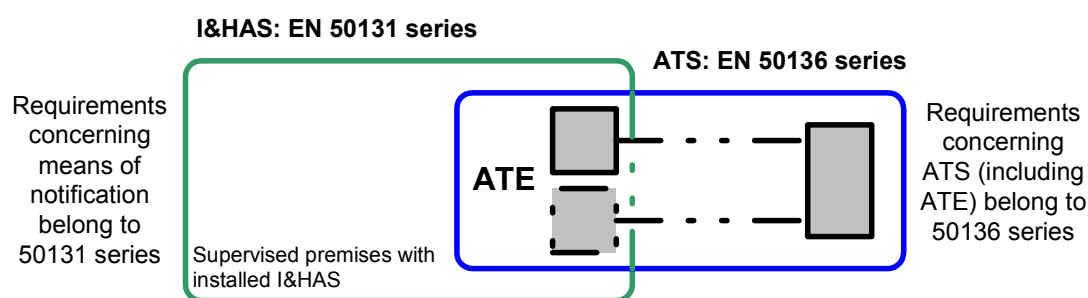 I&HAS: EN 50131 series
ATS: EN 50136 series
Requirements
concerning
means of
notification
belong to
50131 series
ATE
Supervised premises with
installed I&HAS
Requirements
concerning
ATS (including
ATE) belong to
50136 series